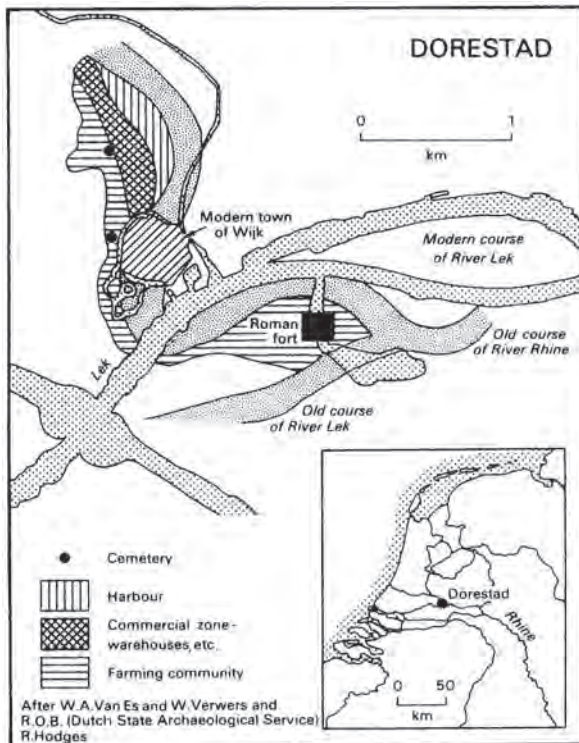 DORESTAD
0 1
km
Modern town
of Wijk
Modern course
of River Lek
Roman
fort
Old course
of River Rhine
Lek
Old course
of River Lek
Cemetery
Harbour
Commercial zone-
warehouses, etc.
Farming community
After W.A.Van Es and W.Verwers and
R.O.B. (Dutch State Archaeological Service)
R.Hodges
Dorestad
Rhine
0 50
km